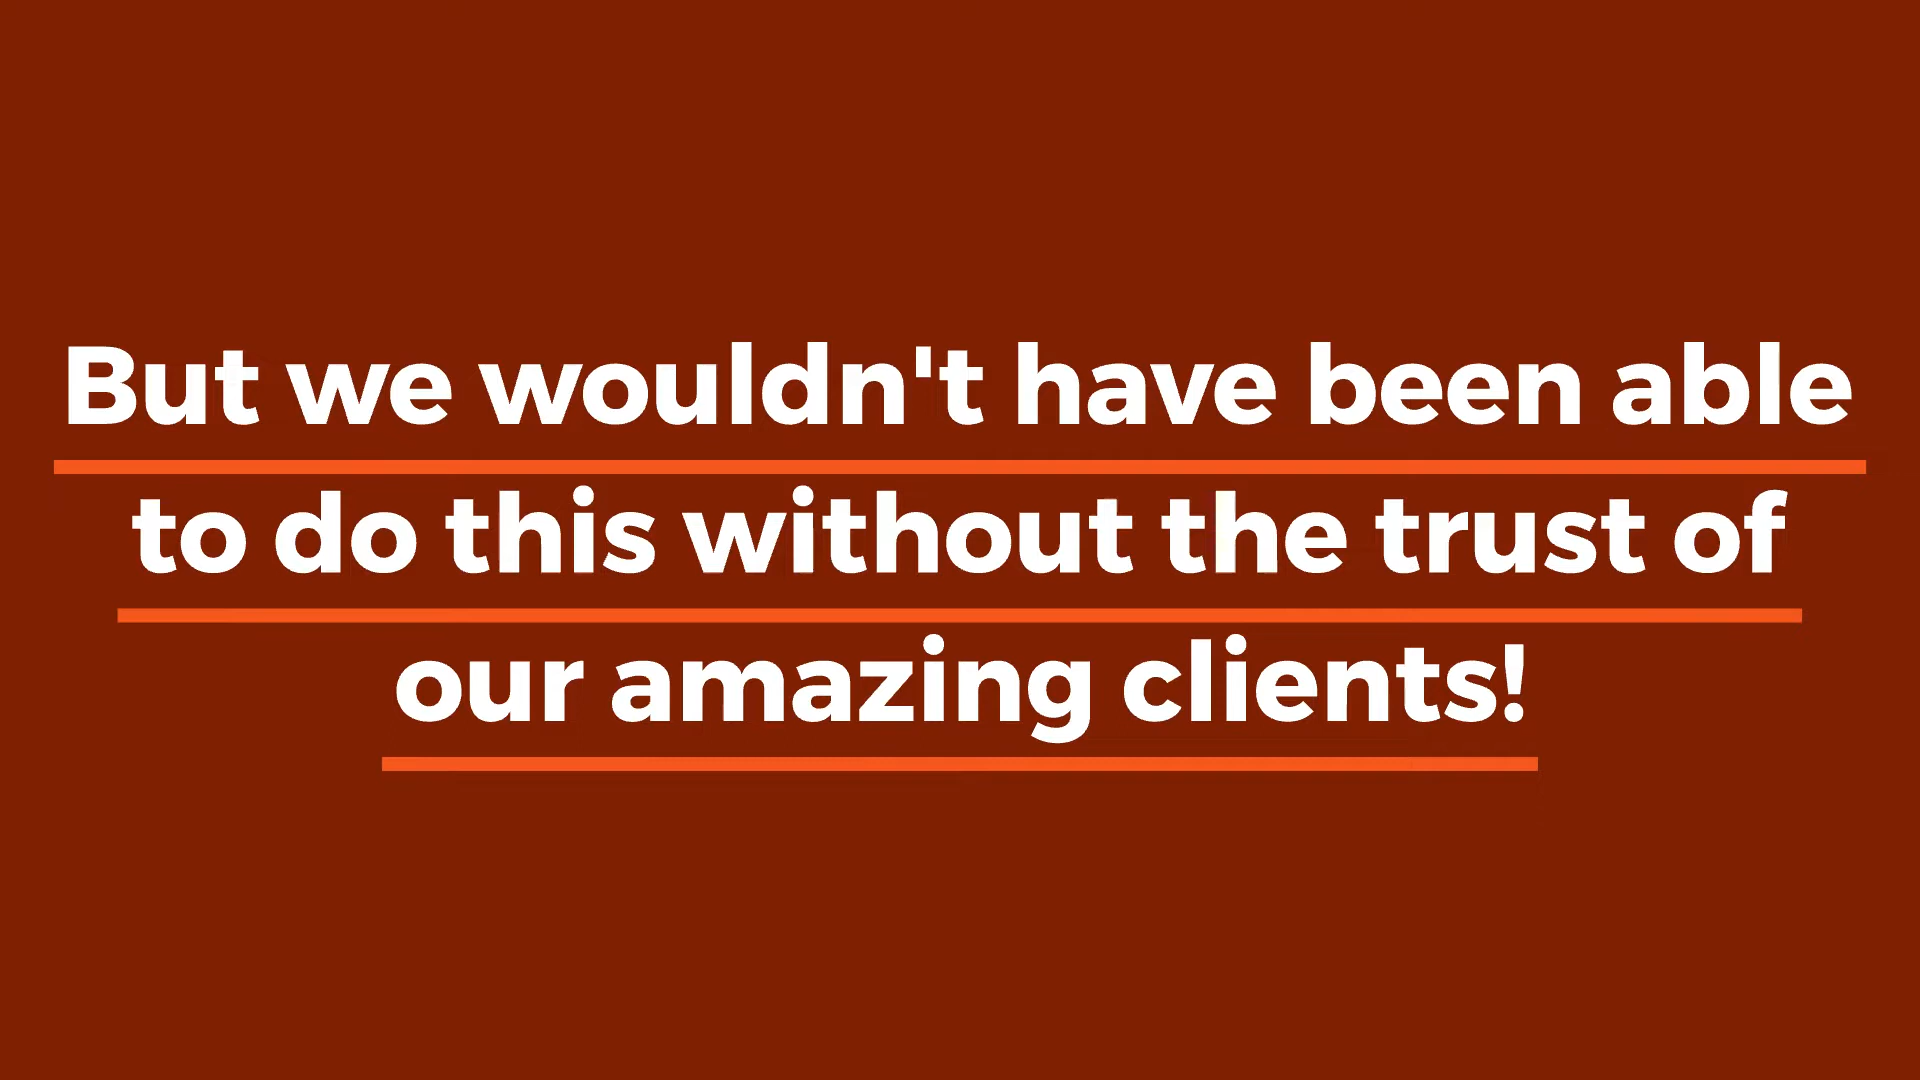 But we wouldn't have been able
to do this without the trust of
our amazing clients!